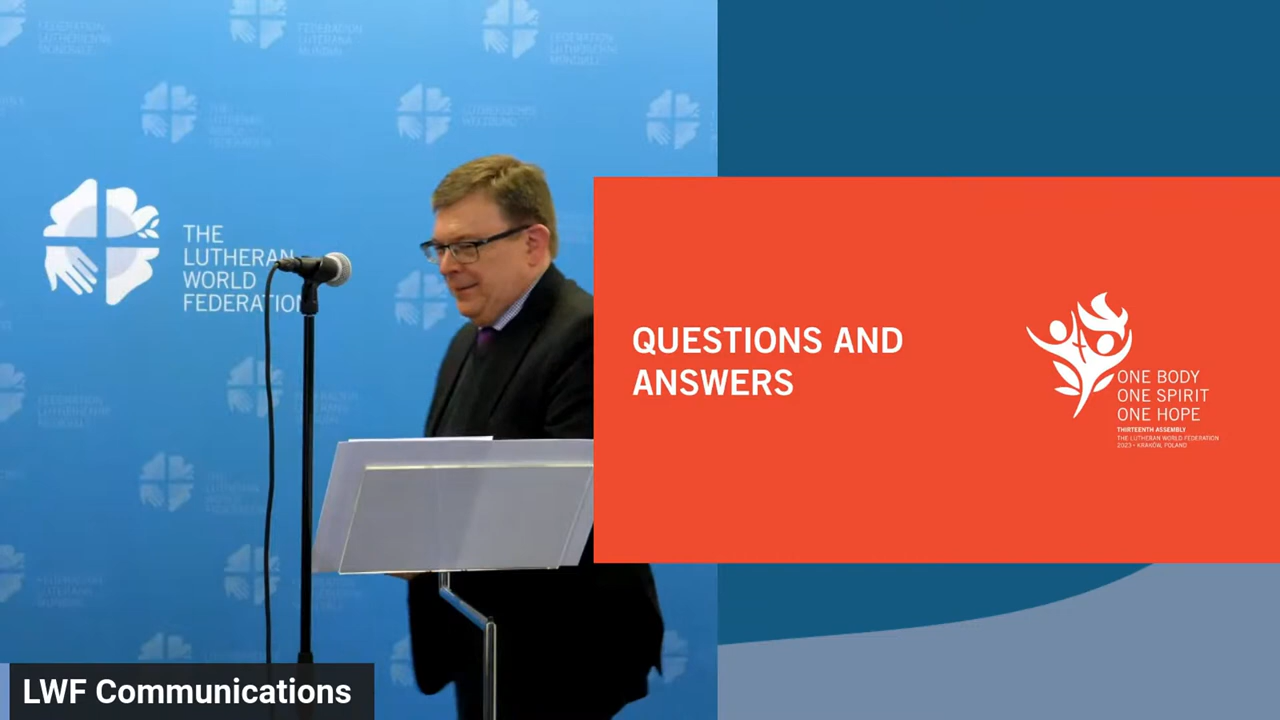 THE
LUTHERAN
WORLD
FEDERATION
QUESTIONS AND
ANSWERS
ONE BODY
ONE SPIRIT
ONE HOPE
THIRTEENTH ASSEMBLY
THE LUTHERAN WORLD FEDERATION
2023 • KRAKÓW, POLAND
LWF Communications